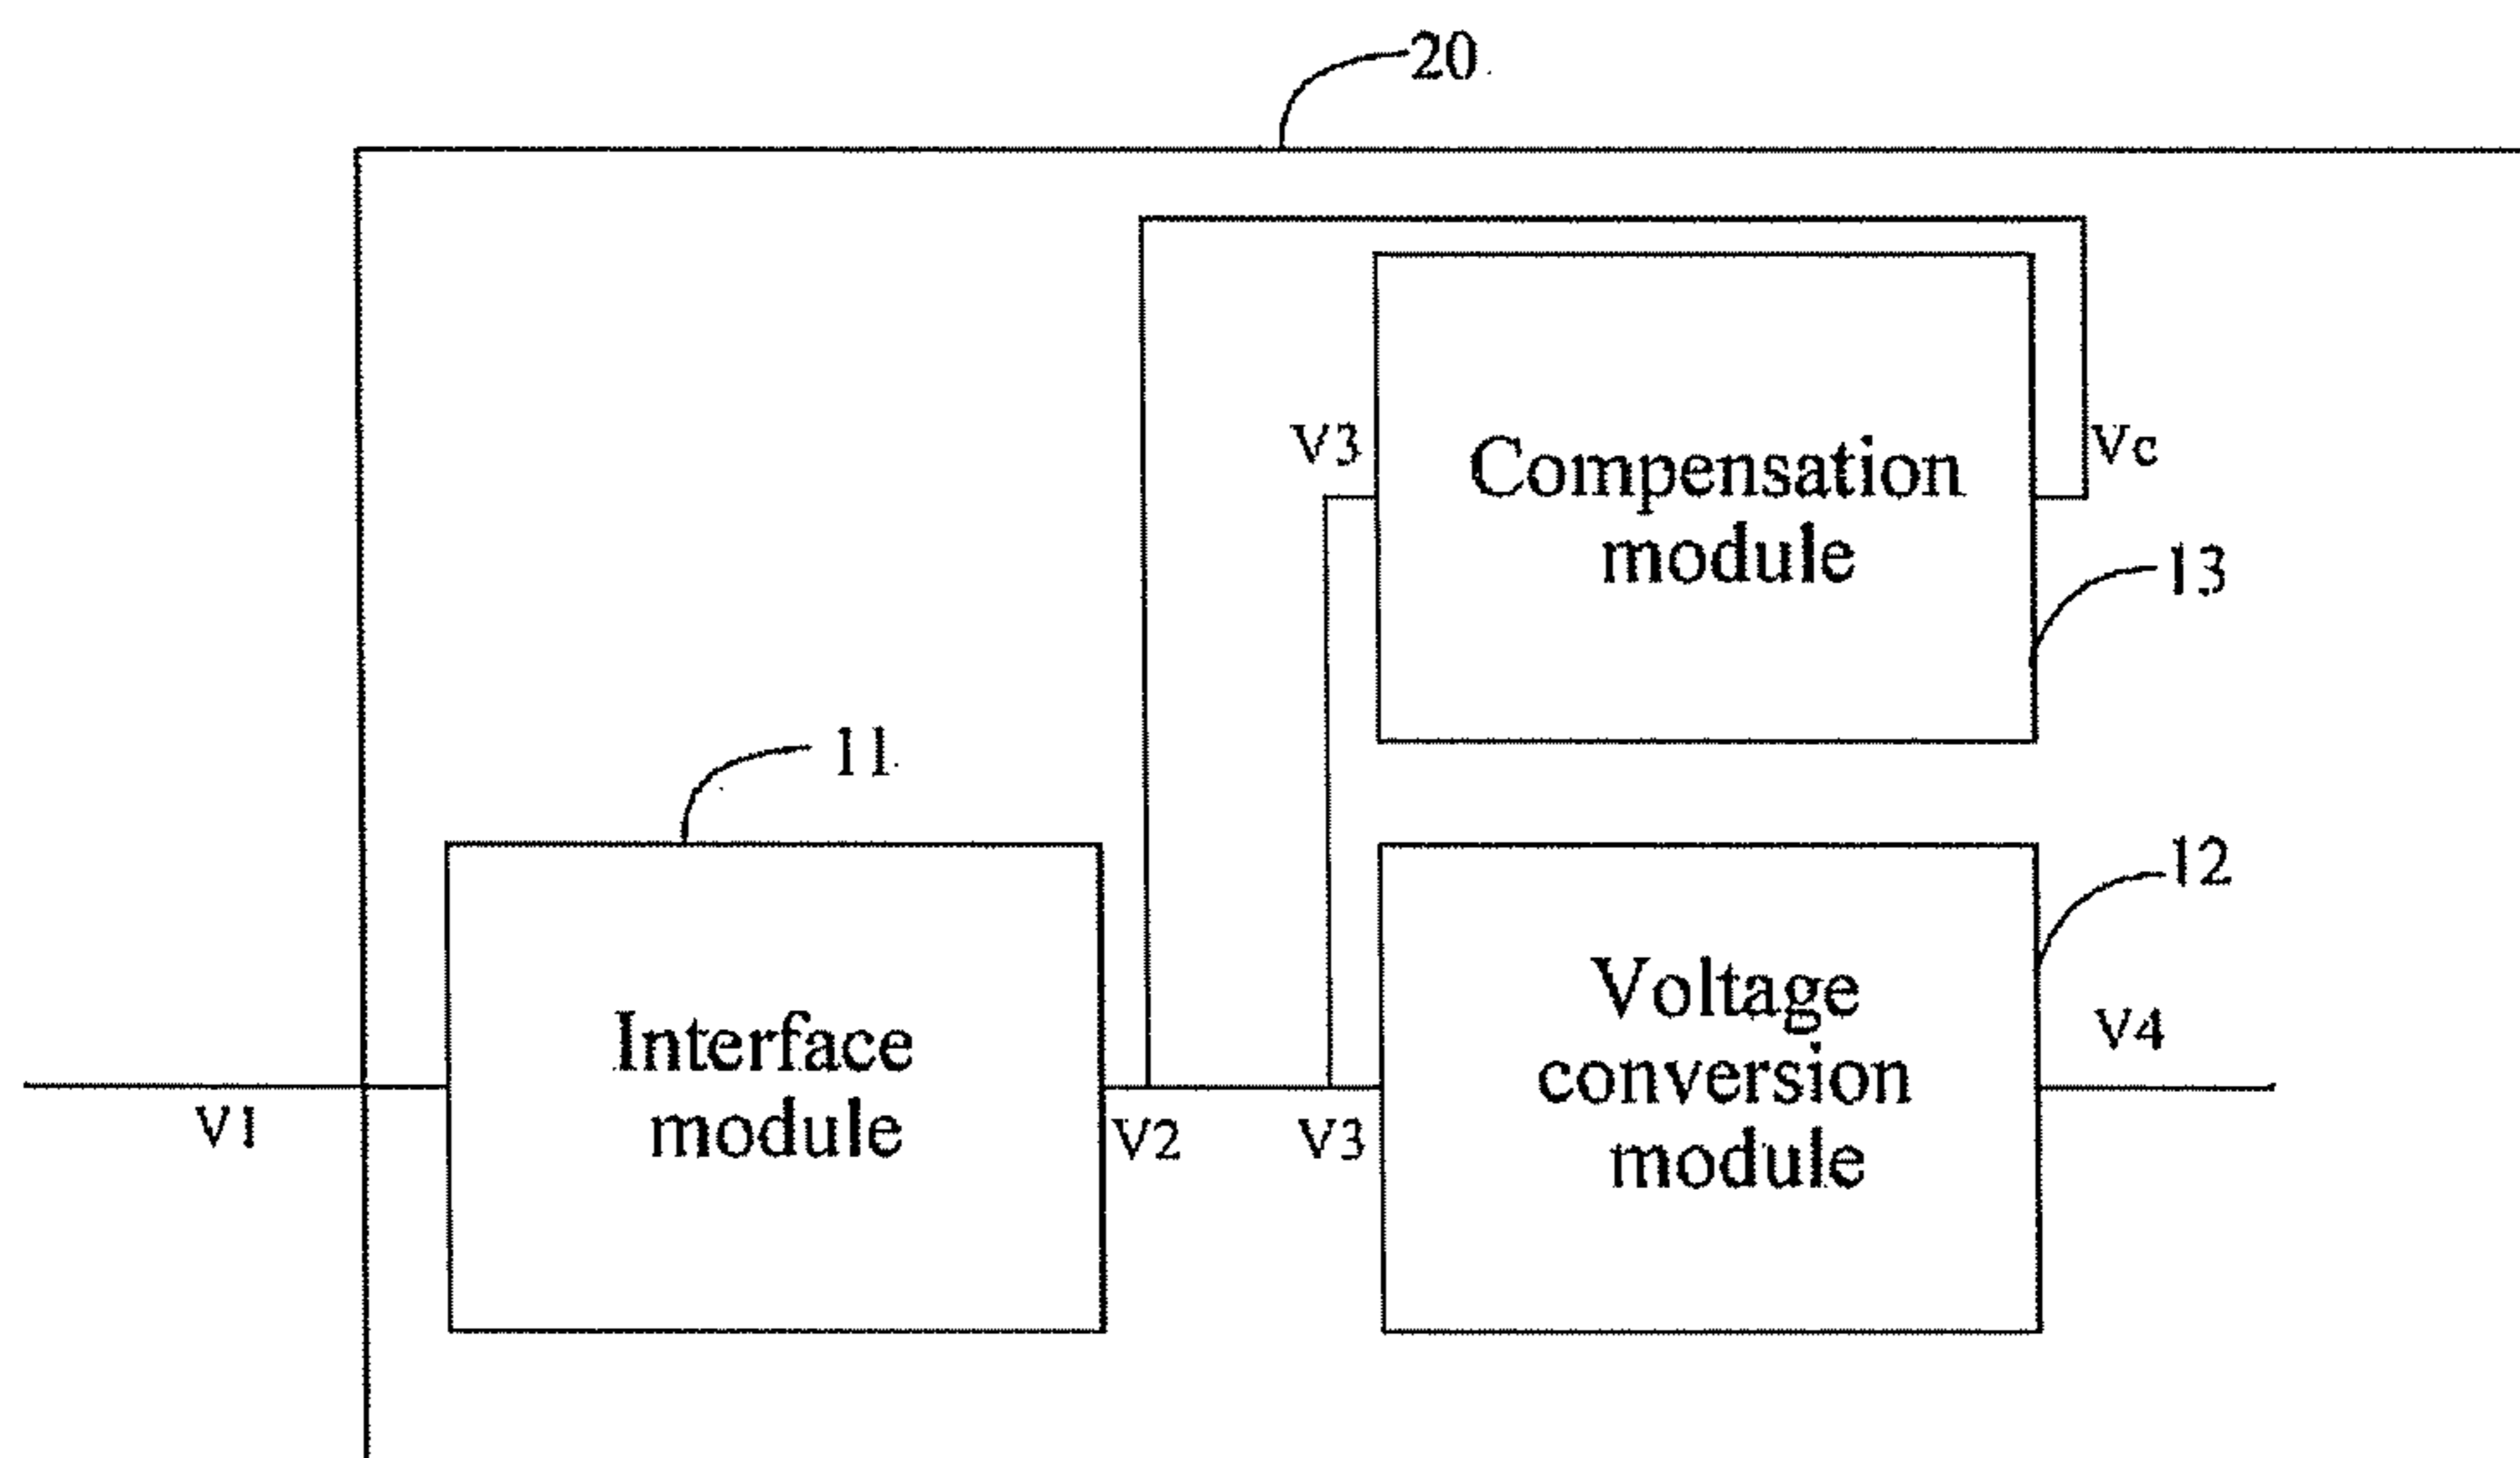 20
V3
Compensation
module
Vc
13
11
12
Interface
module
Voltage
conversion
module
V4
V1
V2
V3